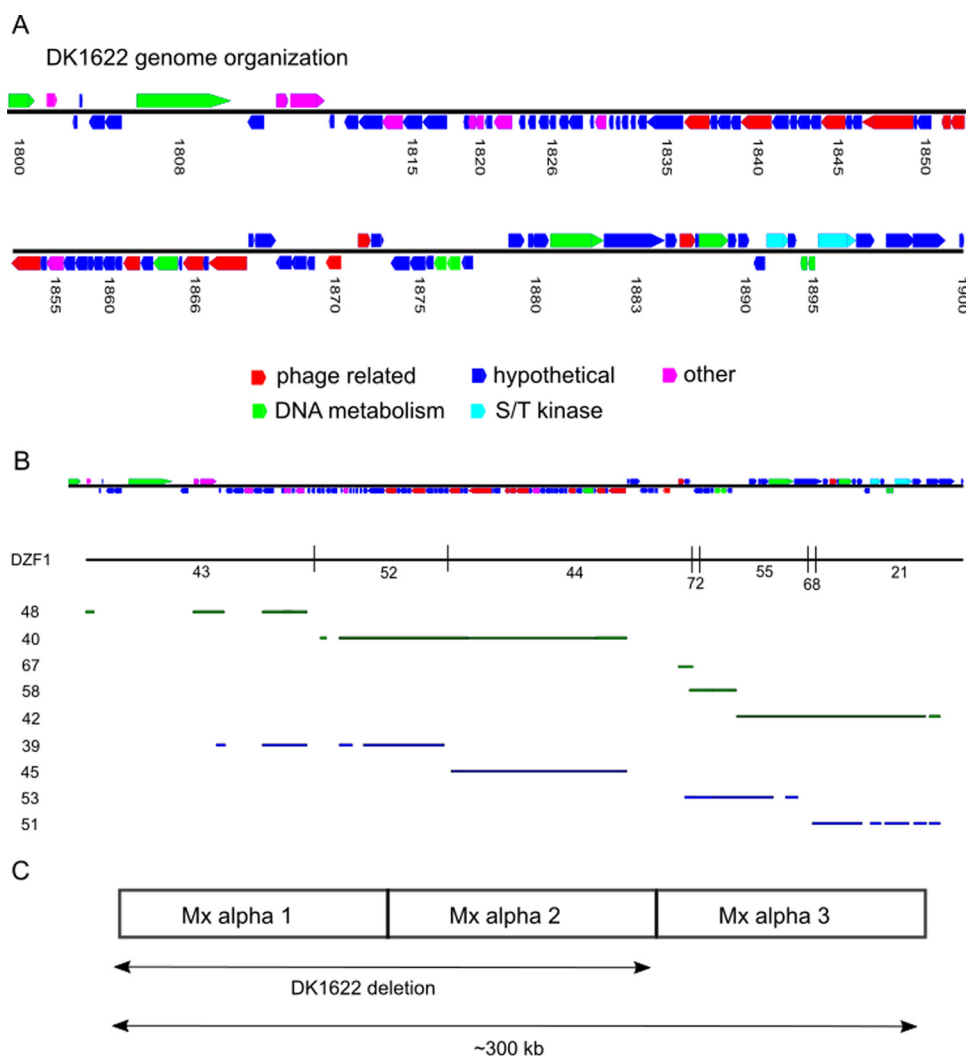 A
DK1622 genome organization
1800 1808 1815 1820 1826 1835 1840 1845 1850
1855 1860 1866 1870 1875 1880 1883 1890 1895 1900
phage related hypothetical other
DNA metabolism S/T kinase
B
DZF1
43 52 44 72 55 68 21
48
40
67
58
42
39
45
53
51
C
Mx alpha 1 Mx alpha 2 Mx alpha 3
DK1622 deletion
~300 kb